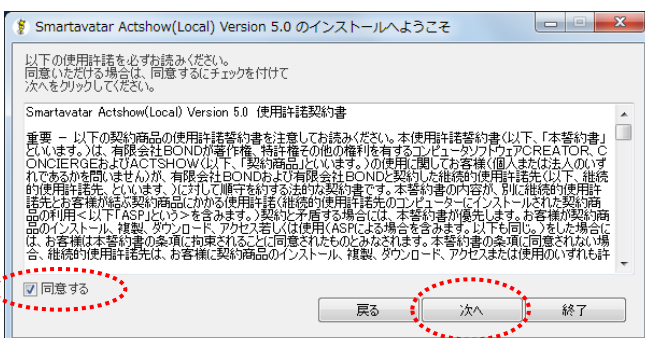 Smartavatar Actshow(Local) Version 5.0 のインストールへようこそ
以下の使用許諾を必ずお読みください。
同意いただける場合は、同意するにチェックを付けて
次へをクリックしてください。
Smartavatar Actshow(Local) Version 5.0 使用許諾契約書
重要 － 以下の契約商品の使用許諾誓約書を注意してお読みください。本使用許諾誓約書(以下、「本誓約書」
といいます。)は、有限会社BONDが著作権、特許権その他の権利を有するコンピュータソフトウェアCREATOR、C
ONCIERGEおよびACTSHOW(以下、「契約商品」といいます。)の使用に関してお客様(個人または法人のいず
れであるかを問いません)が、有限会社BONDおよび有限会社BONDと契約した継続的使用許諾先(以下、継続
的使用許諾先、といいます、)に対して順守を約する法的な契約書です。本誓約書の内容が、別に継続的使用許
諾先とお客様が結ぶ契約商品にかかる使用許諾(継続的使用許諾先のコンピューターにインストールされた契約商
品の利用<以下「ASP」という>を含みます。)契約と矛盾する場合には、本誓約書が優先します。お客様が契約商
品のインストール、複製、ダウンロード、アクセス若しくは使用(ASPによる場合を含みます。以下も同じ。)をした場合に
は、お客様は本誓約書の条項に拘束されることに同意されたものとみなされます。本誓約書の条項に同意されない場
合、継続的使用許諾先は、お客様に契約商品のインストール、複製、ダウンロード、アクセスまたは使用のいずれも許
同意する
戻る 次へ 終了